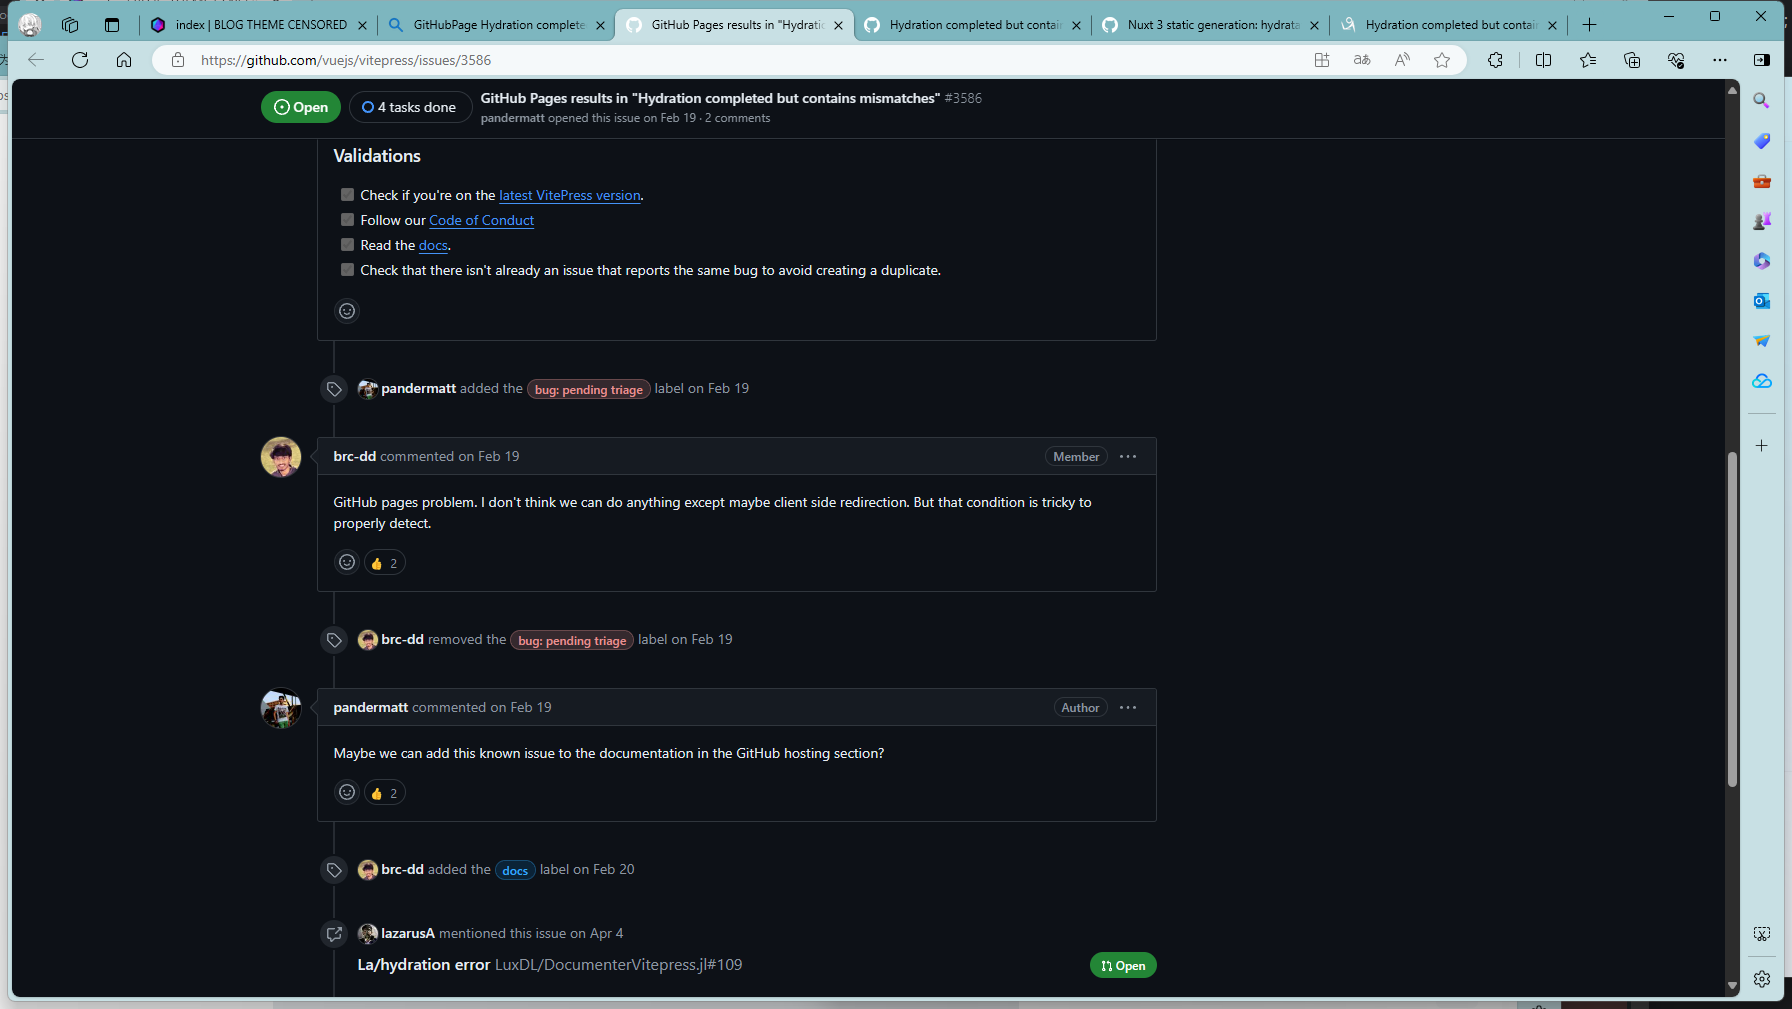 index | BLOG THEME CENSORED
GitHubPage Hydration complete
GitHub Pages results in "Hydratic
Hydration completed but contain
Nuxt 3 static generation: hydrata
Hydration completed but contain
https://github.com/vuejs/vitepress/issues/3586
Open
4 tasks done
GitHub Pages results in "Hydration completed but contains mismatches" #3586
pandermatt opened this issue on Feb 19 · 2 comments
Validations
Check if you're on the latest VitePress version.
Follow our Code of Conduct
Read the docs.
Check that there isn't already an issue that reports the same bug to avoid creating a duplicate.
pandermatt added the bug: pending triage label on Feb 19
brc-dd commented on Feb 19
Member
GitHub pages problem. I don't think we can do anything except maybe client side redirection. But that condition is tricky to
properly detect.
👍 2
brc-dd removed the bug: pending triage label on Feb 19
pandermatt commented on Feb 19
Author
Maybe we can add this known issue to the documentation in the GitHub hosting section?
👍 2
brc-dd added the docs label on Feb 20
lazarusA mentioned this issue on Apr 4
La/hydration error LuxDL/DocumenterVitepress.jl#109
Open